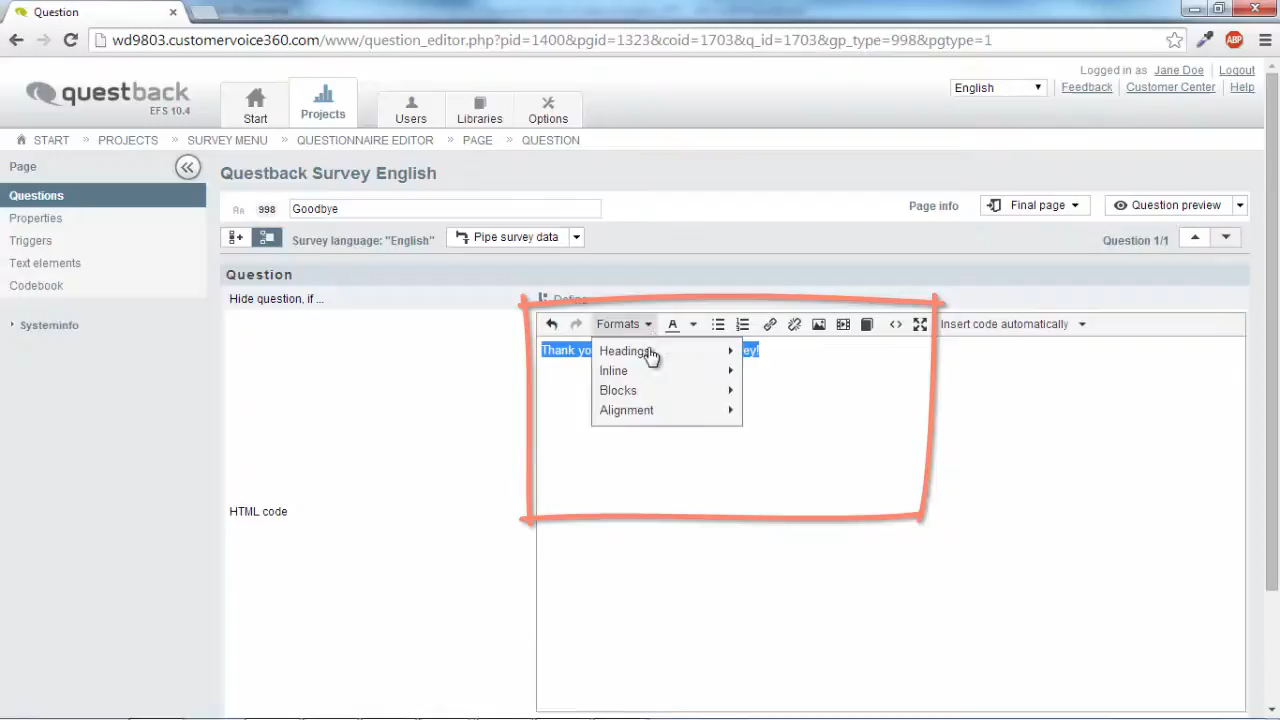 Question
wd9803.customervoice360.com/www/question_editor.php?pid=1400&pgid=1323&coid=1703&q_id=1703&gp_type=998&pgtype=1
ABP
Logged in as Jane Doe Logout
English Feedback Customer Center Help
questback
EFS 10.4
Start Projects Users Libraries Options
START » PROJECTS » SURVEY MENU » QUESTIONNAIRE EDITOR » PAGE » QUESTION
Page
Questions
Properties
Triggers
Text elements
Codebook
Systeminfo
Questback Survey English
998 Goodbye Page info Final page Question preview
Survey language: "English" Pipe survey data Question 1/1
Question
Hide question, if ... Define
Formats A Insert code automatically
Thank yo ey!
Headings
Inline
Blocks
Alignment
HTML code